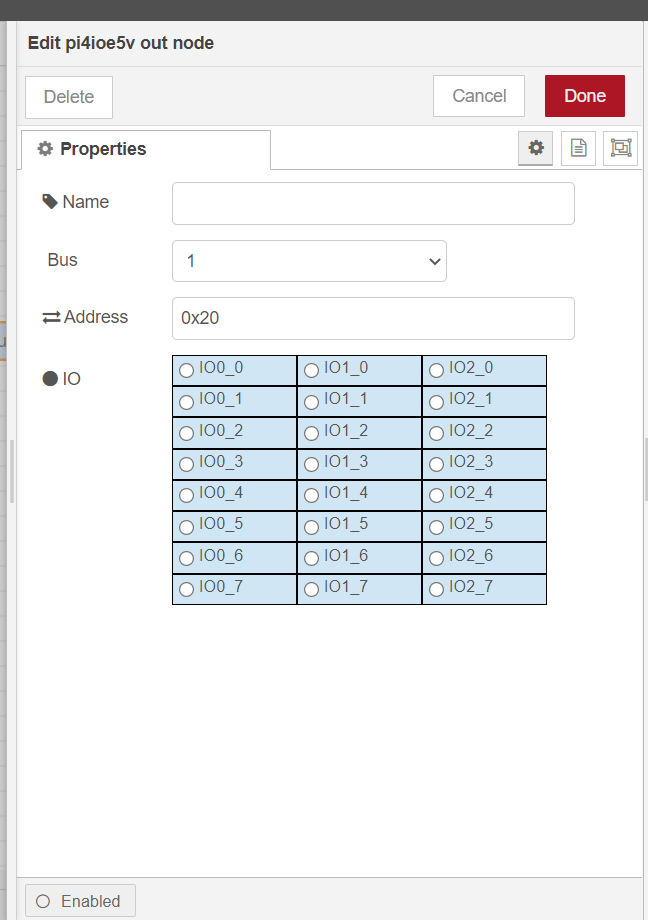 Edit pi4ioe5v out node
Delete
Cancel
Done
Properties
Name
Bus
1
Address
0x20
IO
IO0_0 IO1_0 IO2_0
IO0_1 IO1_1 IO2_1
IO0_2 IO1_2 IO2_2
IO0_3 IO1_3 IO2_3
IO0_4 IO1_4 IO2_4
IO0_5 IO1_5 IO2_5
IO0_6 IO1_6 IO2_6
IO0_7 IO1_7 IO2_7
Enabled